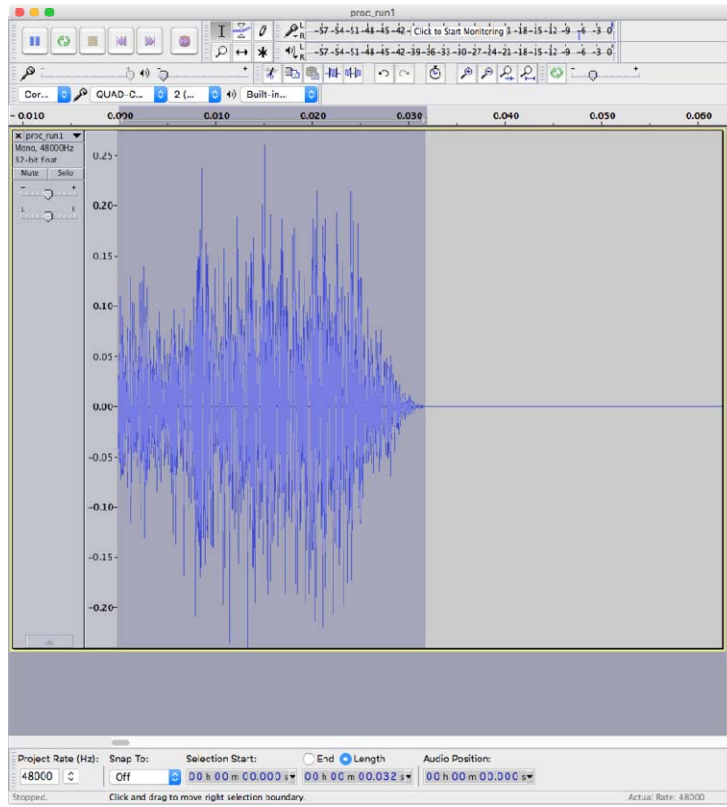 proc_run1
L R -57 -54 -51 -48 -45 -42 - Click to Start Monitoring 1 -18 -15 -12 -9 -6 -3 0
L R -57 -54 -51 -48 -45 -42 -39 -36 -33 -30 -27 -24 -21 -18 -15 -12 -9 -6 -3 0
- +
- +
Cor... QUAD-C... 2 (... Built-in...
-0.010 0.010 0.030 0.040 0.050 0.060
× proc_run1
Mono, 48000Hz
32-bit float
Mute Solo
- +
L R
0.25
0.20
0.15
0.10
0.05
0.00
-0.05
-0.10
-0.15
-0.20
Project Rate (Hz): Snap To: Selection Start: End Length Audio Position:
48000 Off 00 h 00 m 00.000 s 00 h 00 m 00.032 s 00 h 00 m 00.000 s
Stopped. Click and drag to move right selection boundary. Actual Rate: 48000